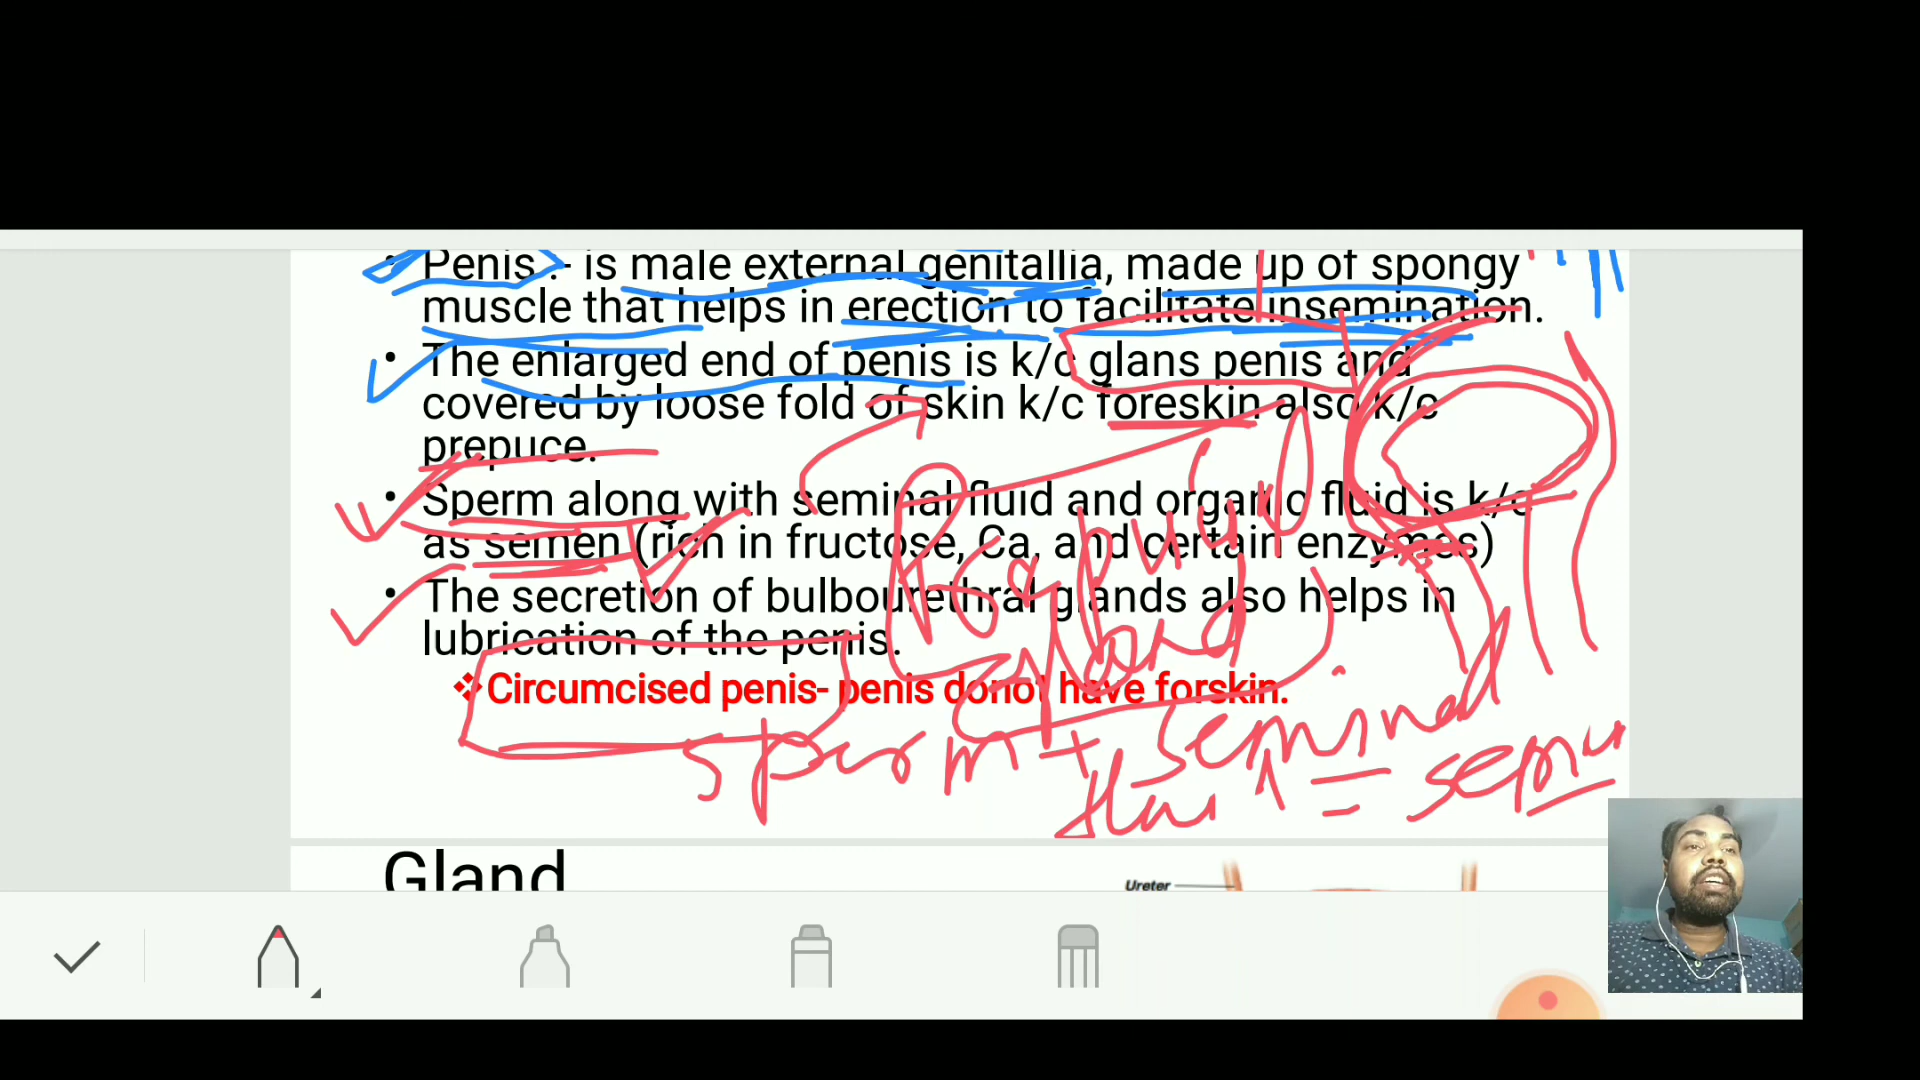 • Penis :- is male external genitallia, made up of spongy
muscle that helps in erection to facilitate insemination.
• The enlarged end of penis is k/c glans penis and
covered by loose fold of skin k/c foreskin also k/c
prepuce.
• Sperm along with seminal fluid and organic fluid is k/c
as semen (rich in fructose, Ca, and certain enzymes)
• The secretion of bulbourethral glands also helps in
lubrication of the penis.
❖Circumcised penis- penis donot have forskin.
gland
sperm + seminal
=
Gland
Ureter